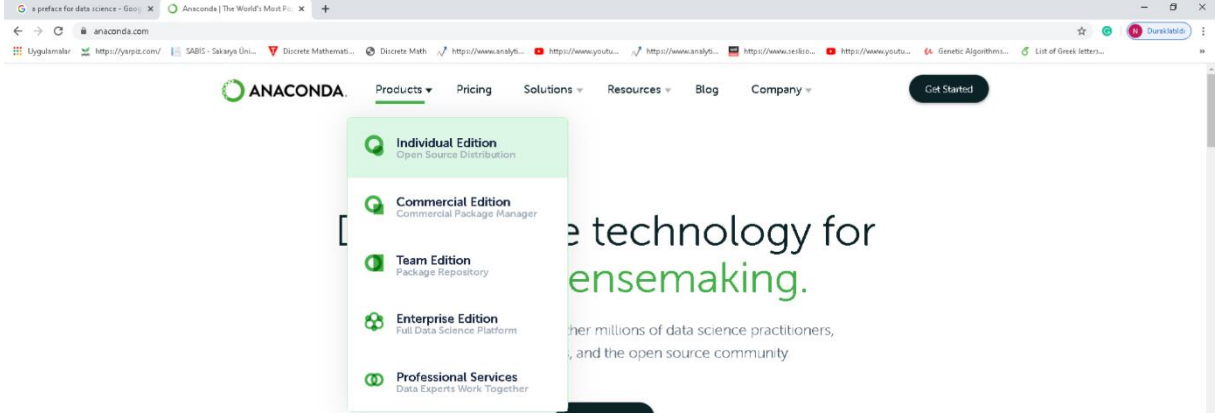 a preface for data science - Goog
Anaconda | The World's Most Po
anaconda.com
Duraklatıldı
Uygulamalar https://yarpiz.com/ SABİS - Sakarya Üni... Discrete Mathemati... Discrete Math https://www.analyti... https://www.youtu... https://www.analyti... https://www.serkiso... https://www.youtu... Genetic Algorithms... List of Greek letters...
ANACONDA. Products Pricing Solutions Resources Blog Company Get Started
Individual Edition
Open Source Distribution
Commercial Edition
Commercial Package Manager
technology for
Team Edition
Package Repository
ensemaking.
Enterprise Edition
Full Data Science Platform
her millions of data science practitioners,
, and the open source community
Professional Services
Data Experts Work Together